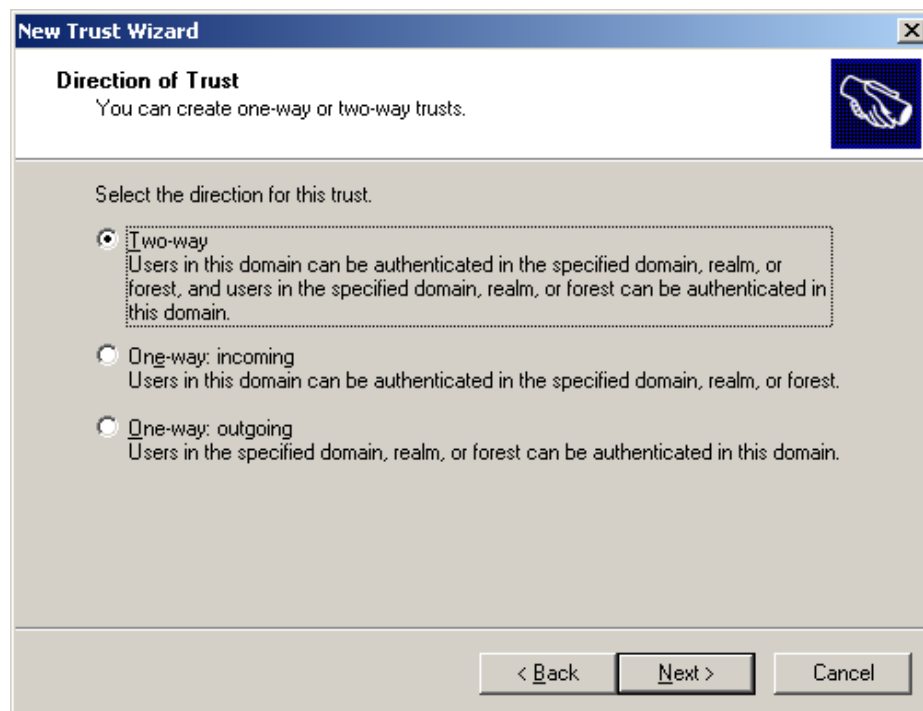 New Trust Wizard
Direction of Trust
You can create one-way or two-way trusts.
Select the direction for this trust.
Two-way
Users in this domain can be authenticated in the specified domain, realm, or
forest, and users in the specified domain, realm, or forest can be authenticated in
this domain.
One-way: incoming
Users in this domain can be authenticated in the specified domain, realm, or forest.
One-way: outgoing
Users in the specified domain, realm, or forest can be authenticated in this domain.
< Back Next > Cancel